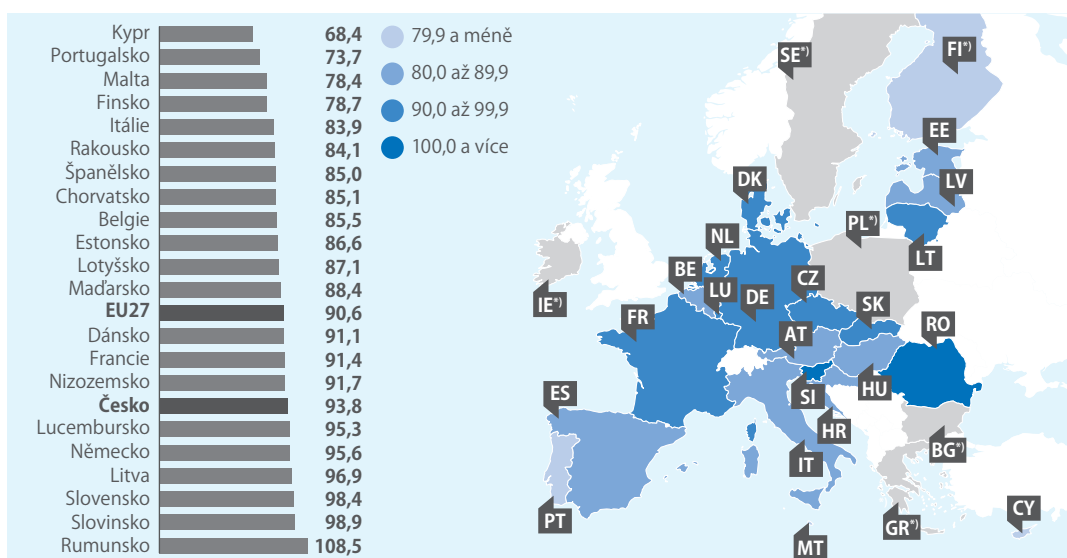 Kypr 68,4
Portugalsko 73,7
Malta 78,4
Finsko 78,7
Itálie 83,9
Rakousko 84,1
Španělsko 85,0
Chorvatsko 85,1
Belgie 85,5
Estonsko 86,6
Lotyšsko 87,1
Maďarsko 88,4
EU27 90,6
Dánsko 91,1
Francie 91,4
Nizozemsko 91,7
Česko 93,8
Lucembursko 95,3
Německo 95,6
Litva 96,9
Slovensko 98,4
Slovinsko 98,9
Rumunsko 108,5
79,9 a méně
80,0 až 89,9
90,0 až 99,9
100,0 a více
SE*)
FI*)
EE
LV
DK
PL*)
LT
NL
BE
LU
DE
CZ
IE*)
FR
SK
AT
RO
ES
SI
HU
HR
BG*)
IT
PT
GR*)
MT
CY